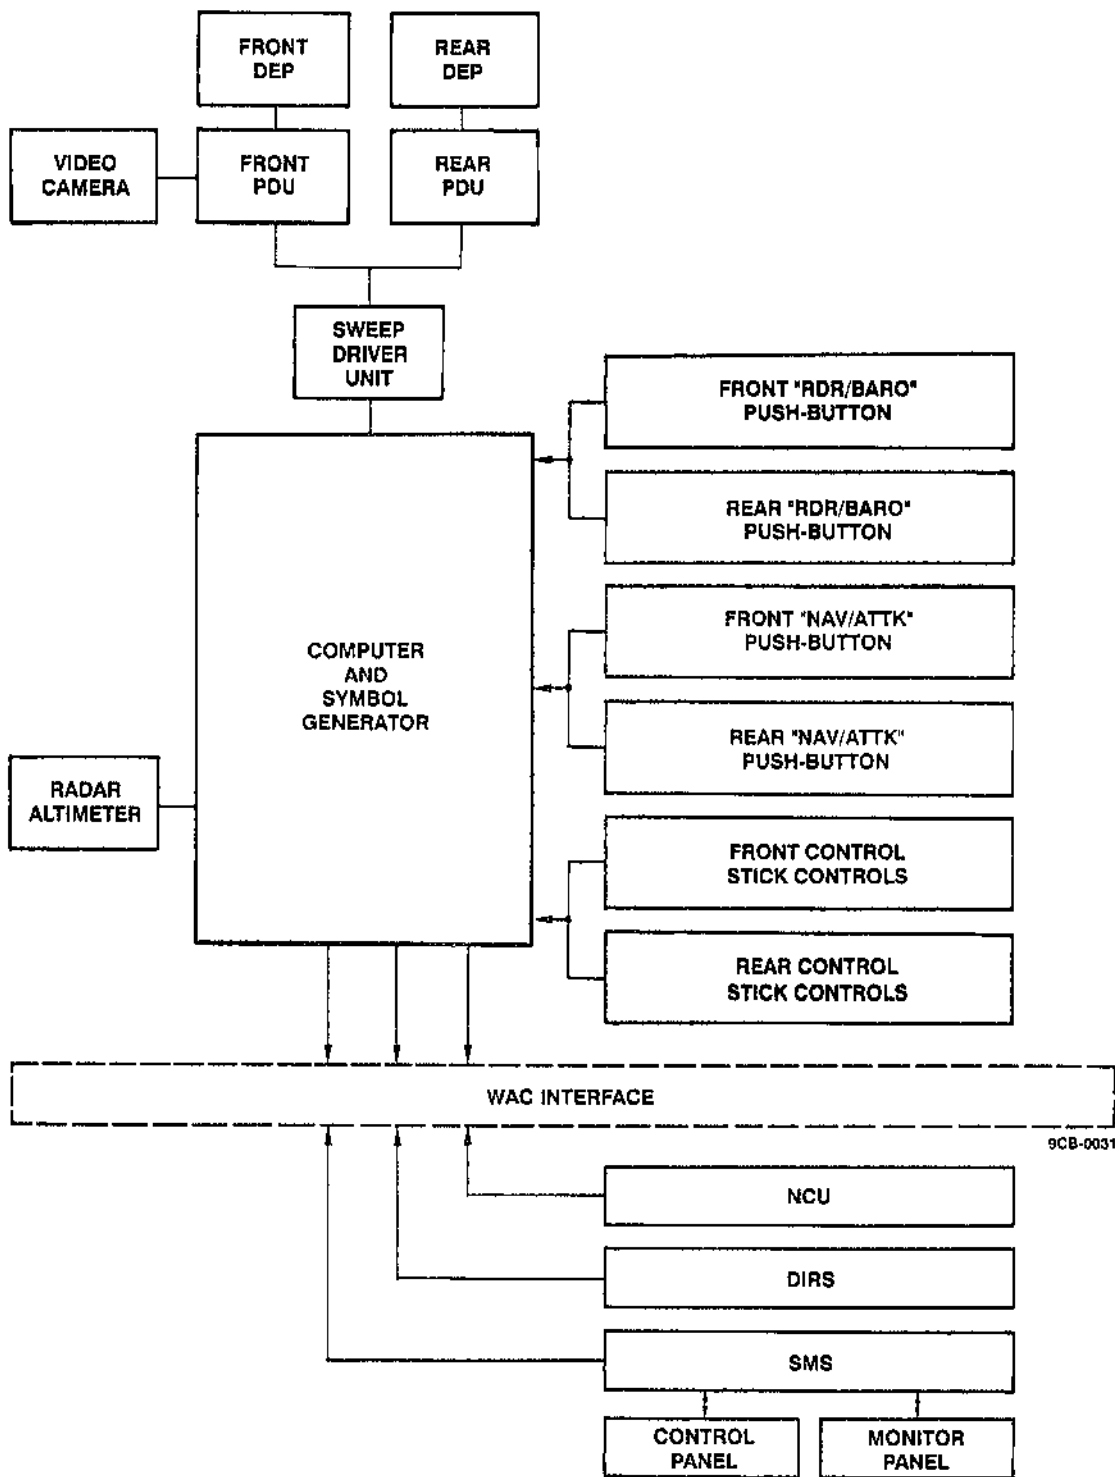 FRONT
DEP
REAR
DEP
VIDEO
CAMERA
FRONT
PDU
REAR
PDU
SWEEP
DRIVER
UNIT
FRONT "RDR/BARO"
PUSH-BUTTON
REAR "RDR/BARO"
PUSH-BUTTON
FRONT "NAV/ATTK"
PUSH-BUTTON
COMPUTER
AND
SYMBOL
GENERATOR
REAR "NAV/ATTK"
PUSH-BUTTON
RADAR
ALTIMETER
FRONT CONTROL
STICK CONTROLS
REAR CONTROL
STICK CONTROLS
WAC INTERFACE
9CB-0031
NCU
DIRS
SMS
CONTROL
PANEL
MONITOR
PANEL